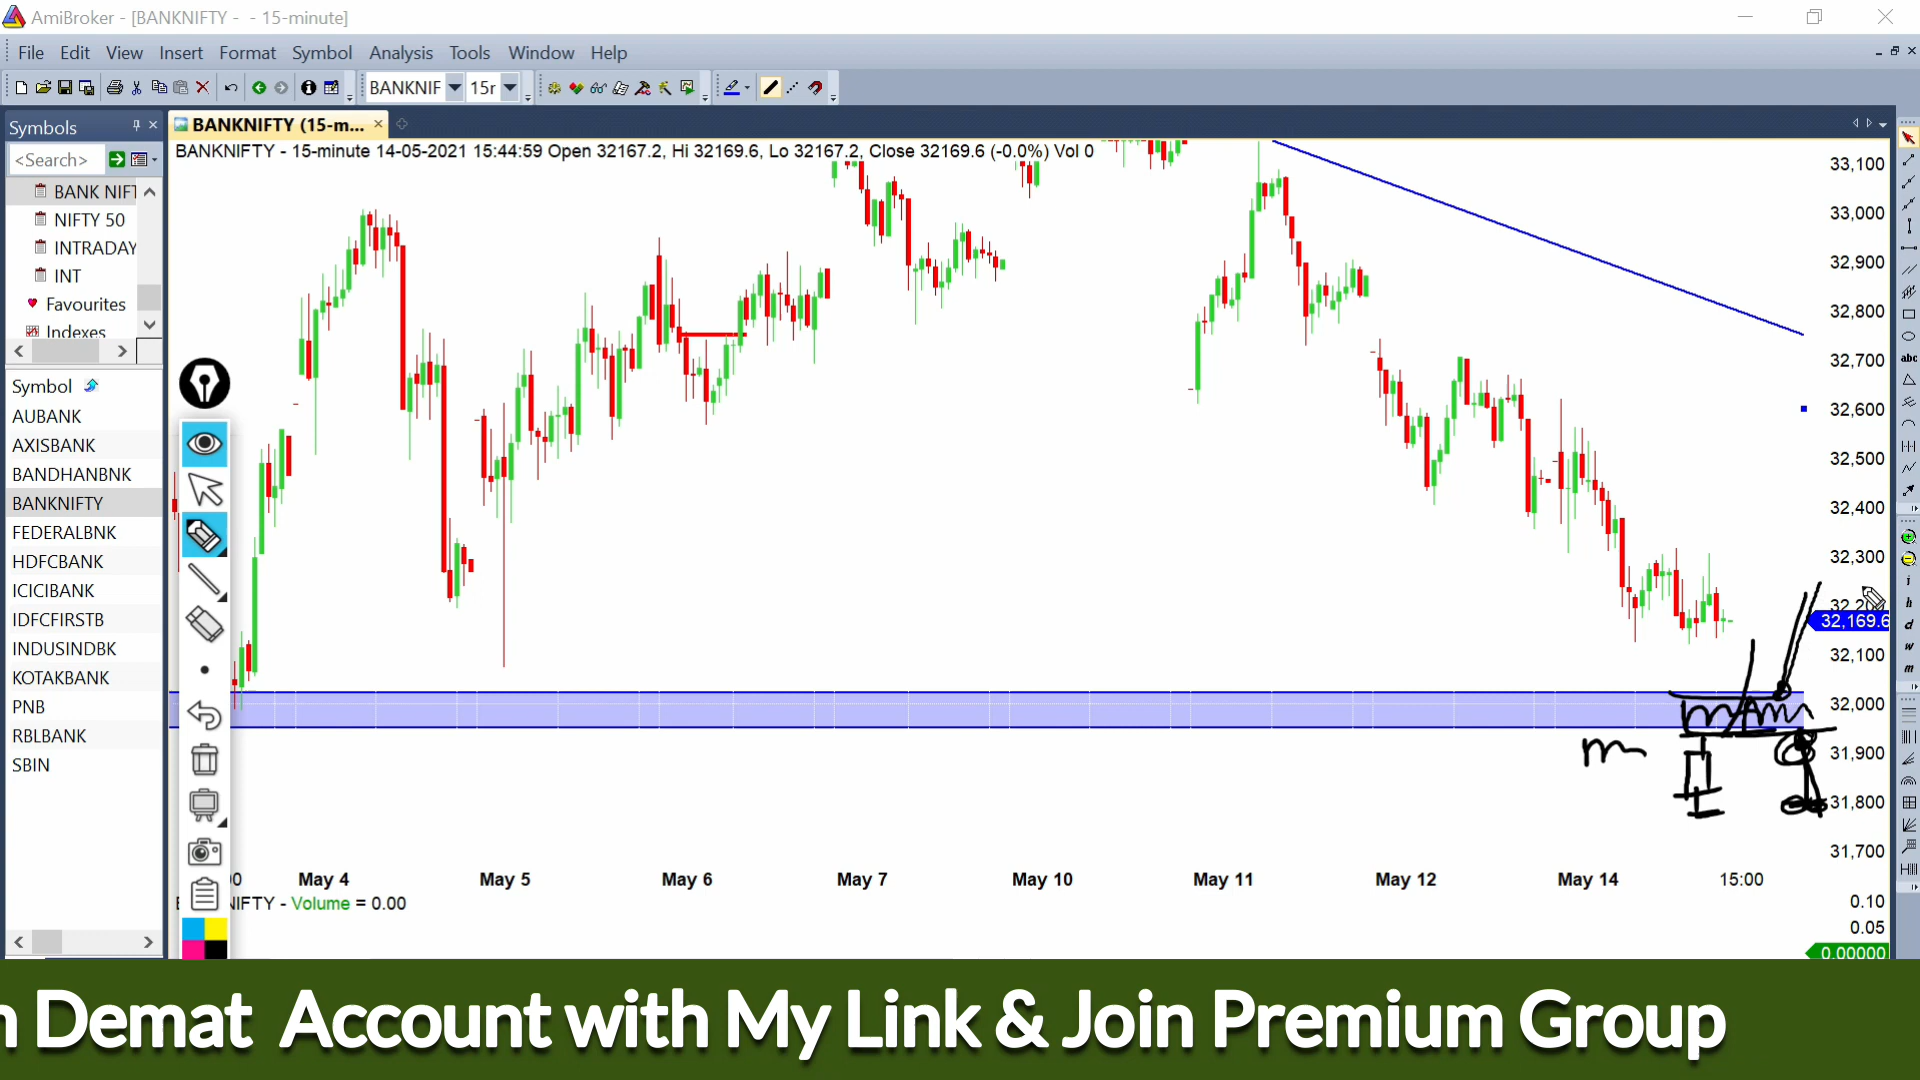 AmiBroker - [BANKNIFTY - - 15-minute]
File Edit View Insert Format Symbol Analysis Tools Window Help
BANKNIF 15r
Symbols
BANKNIFTY (15-m...
<Search>
BANKNIFTY - 15-minute 14-05-2021 15:44:59 Open 32167.2, Hi 32169.6, Lo 32167.2, Close 32169.6 (-0.0%) Vol 0
BANK NIFT
NIFTY 50
INTRADAY
INT
Favourites
Indexes
Symbol
AUBANK
AXISBANK
BANDHANBNK
BANKNIFTY
FEDERALBNK
HDFCBANK
ICICIBANK
IDFCFIRSTB
INDUSINDBK
KOTAKBANK
PNB
RBLBANK
SBIN
33,100
33,000
32,900
32,800
32,700
32,600
32,500
32,400
32,300
32,169.6
32,100
32,000
31,900
31,800
31,700
abc
i
h
d
w
m
May 4 May 5 May 6 May 7 May 10 May 11 May 12 May 14 15:00
NIFTY - Volume = 0.00
0.10
0.05
0.00000
n Demat Account with My Link & Join Premium Group